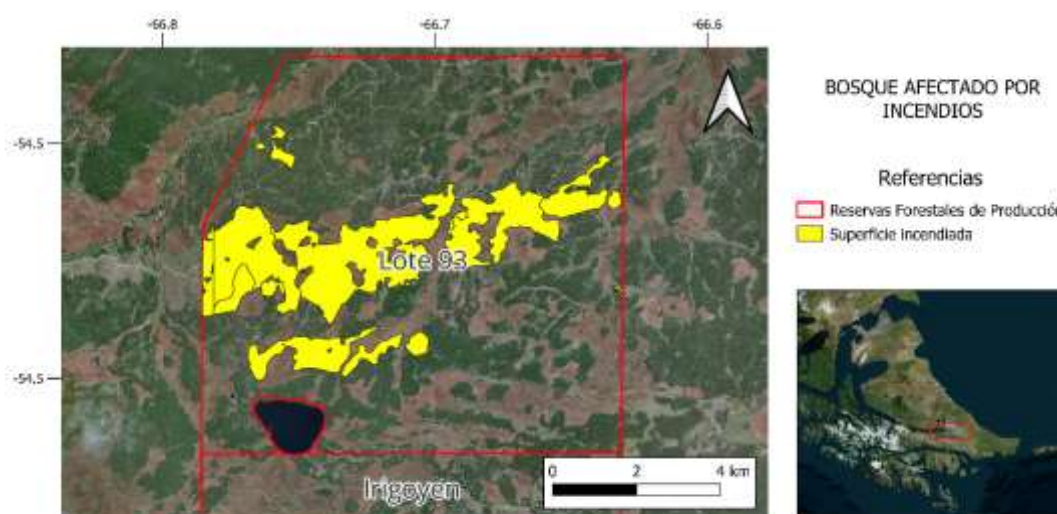 -66.8
-66.7
-66.6
-54.5
-54.5
Lote 93
Irigoyen
0
2
4 km
BOSQUE AFECTADO POR
INCENDIOS
Referencias
Reservas Forestales de Producción
Superficie incendiada